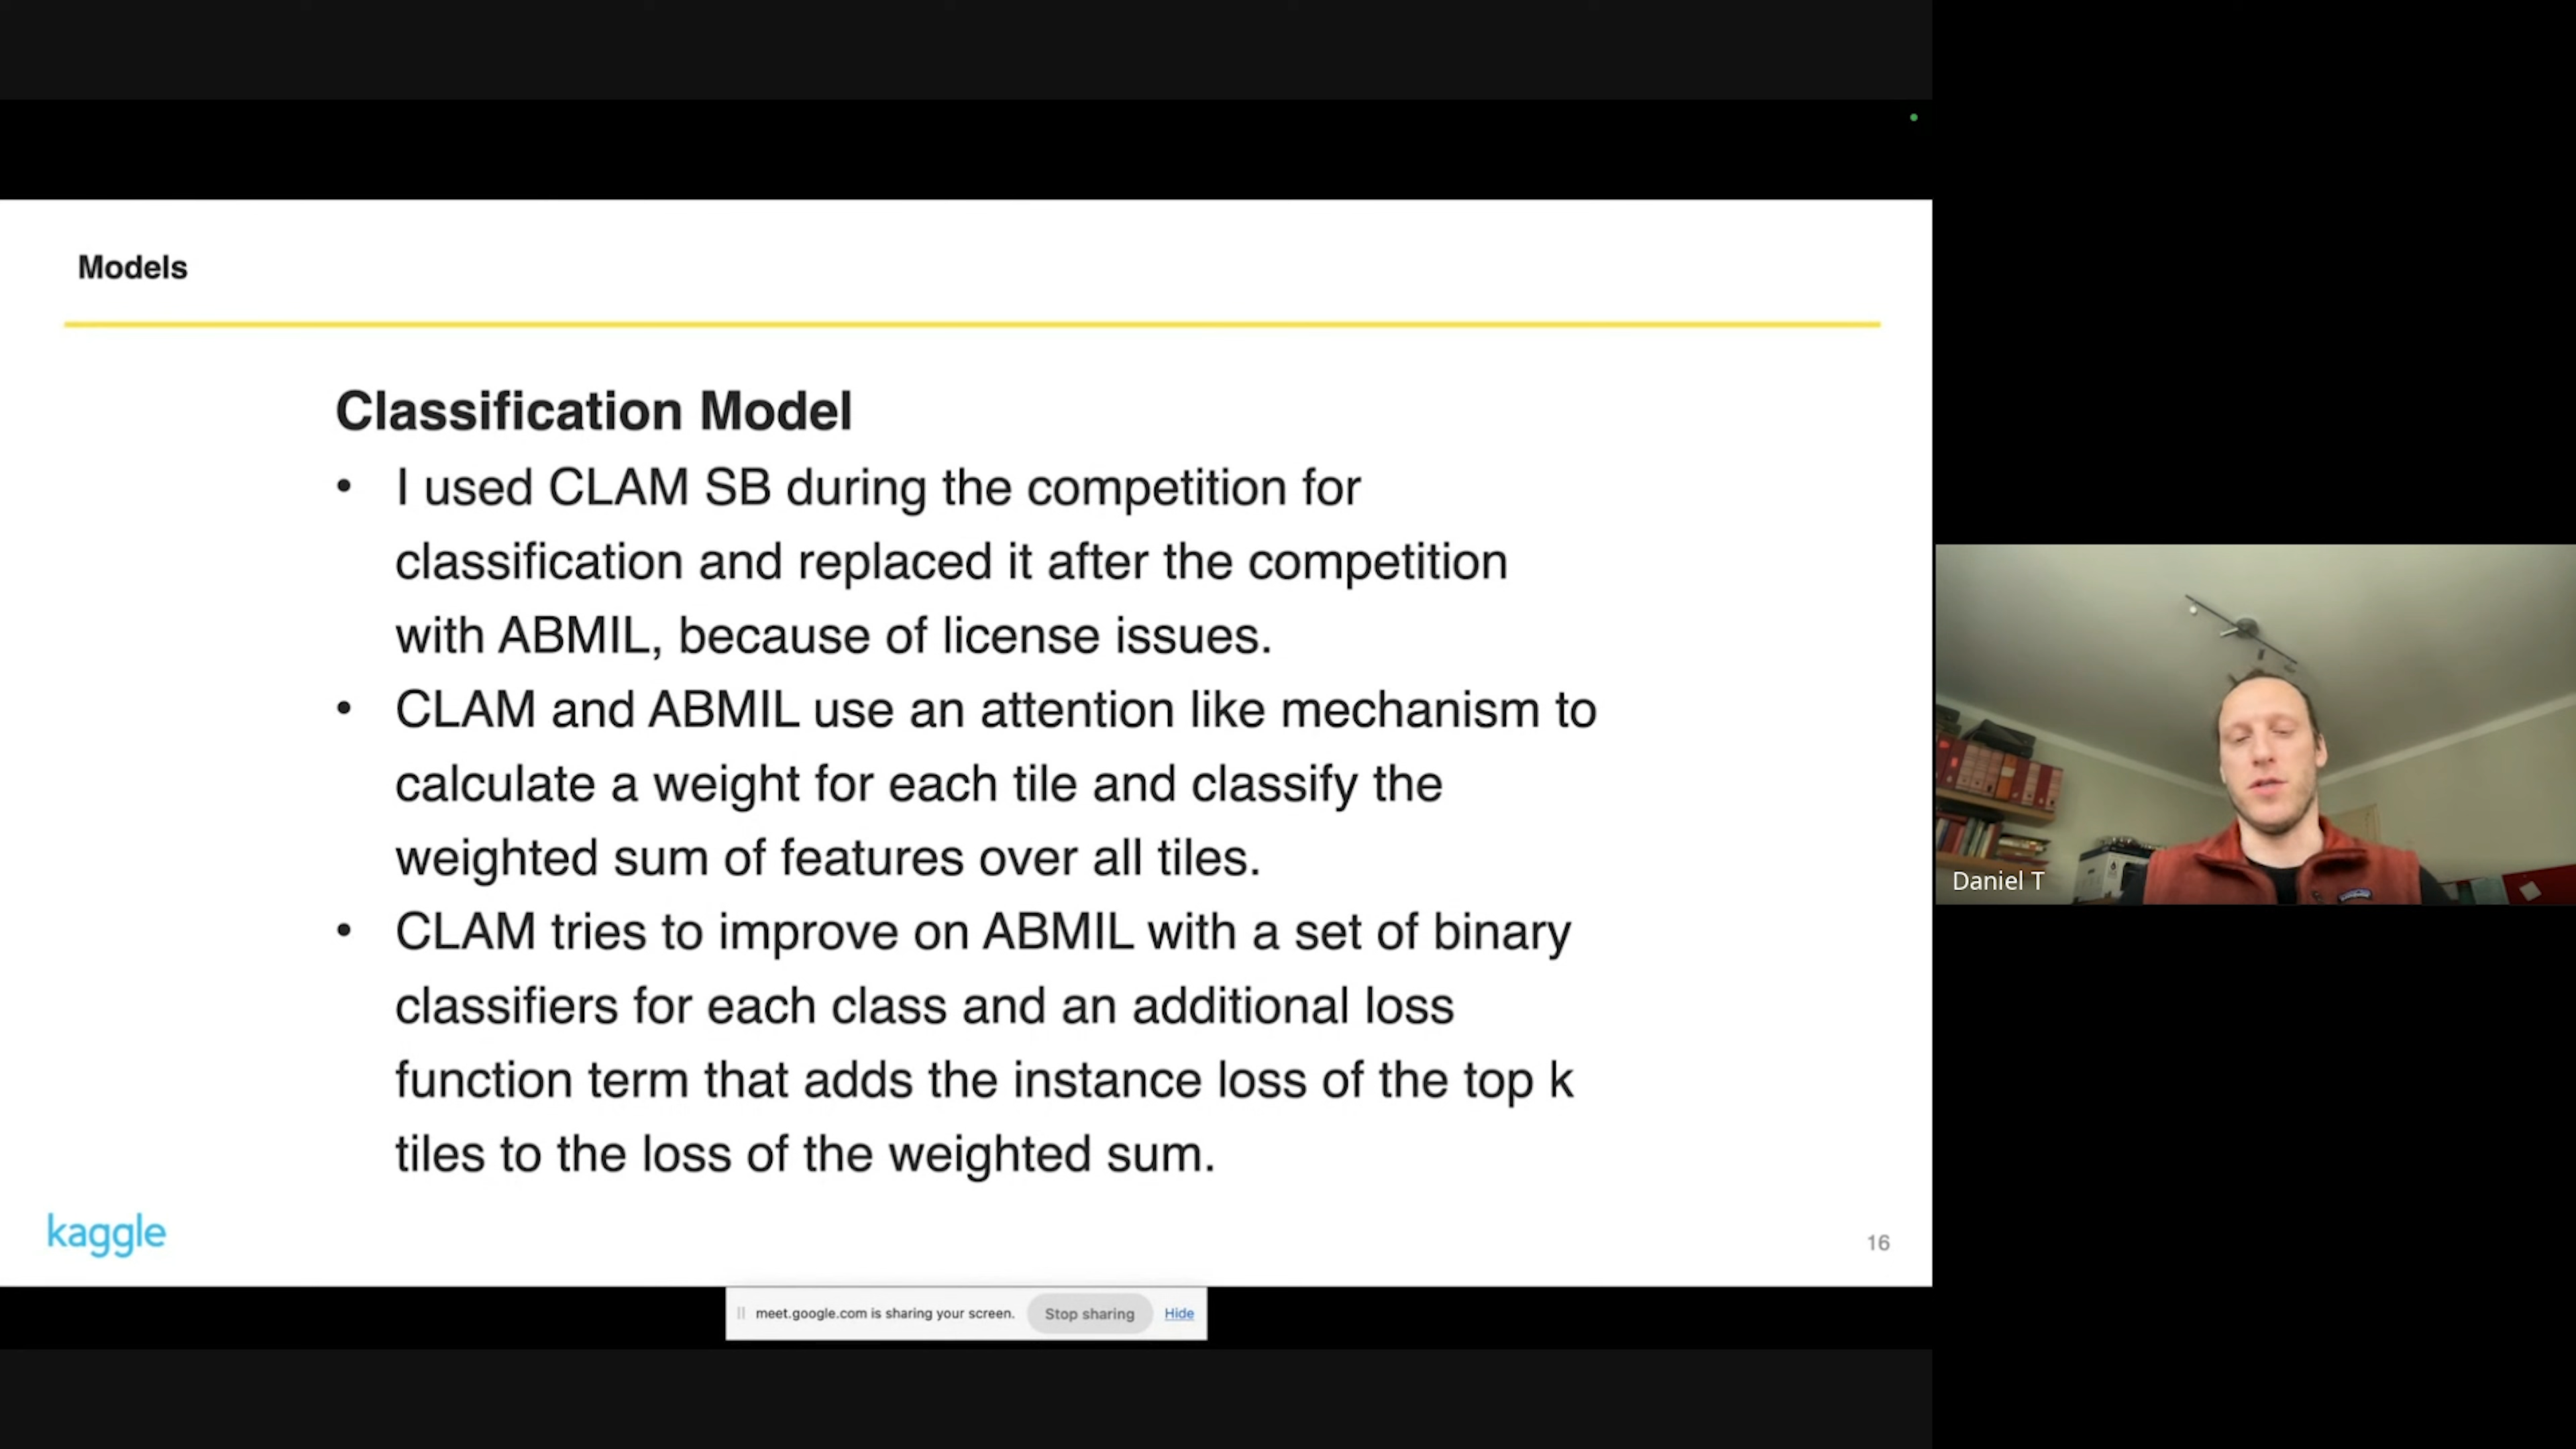 Models
Classification Model
• I used CLAM SB during the competition for
classification and replaced it after the competition
with ABMIL, because of license issues.
• CLAM and ABMIL use an attention like mechanism to
calculate a weight for each tile and classify the
weighted sum of features over all tiles.
• CLAM tries to improve on ABMIL with a set of binary
classifiers for each class and an additional loss
function term that adds the instance loss of the top k
tiles to the loss of the weighted sum.
kaggle
16
meet.google.com is sharing your screen. Stop sharing Hide
Daniel T